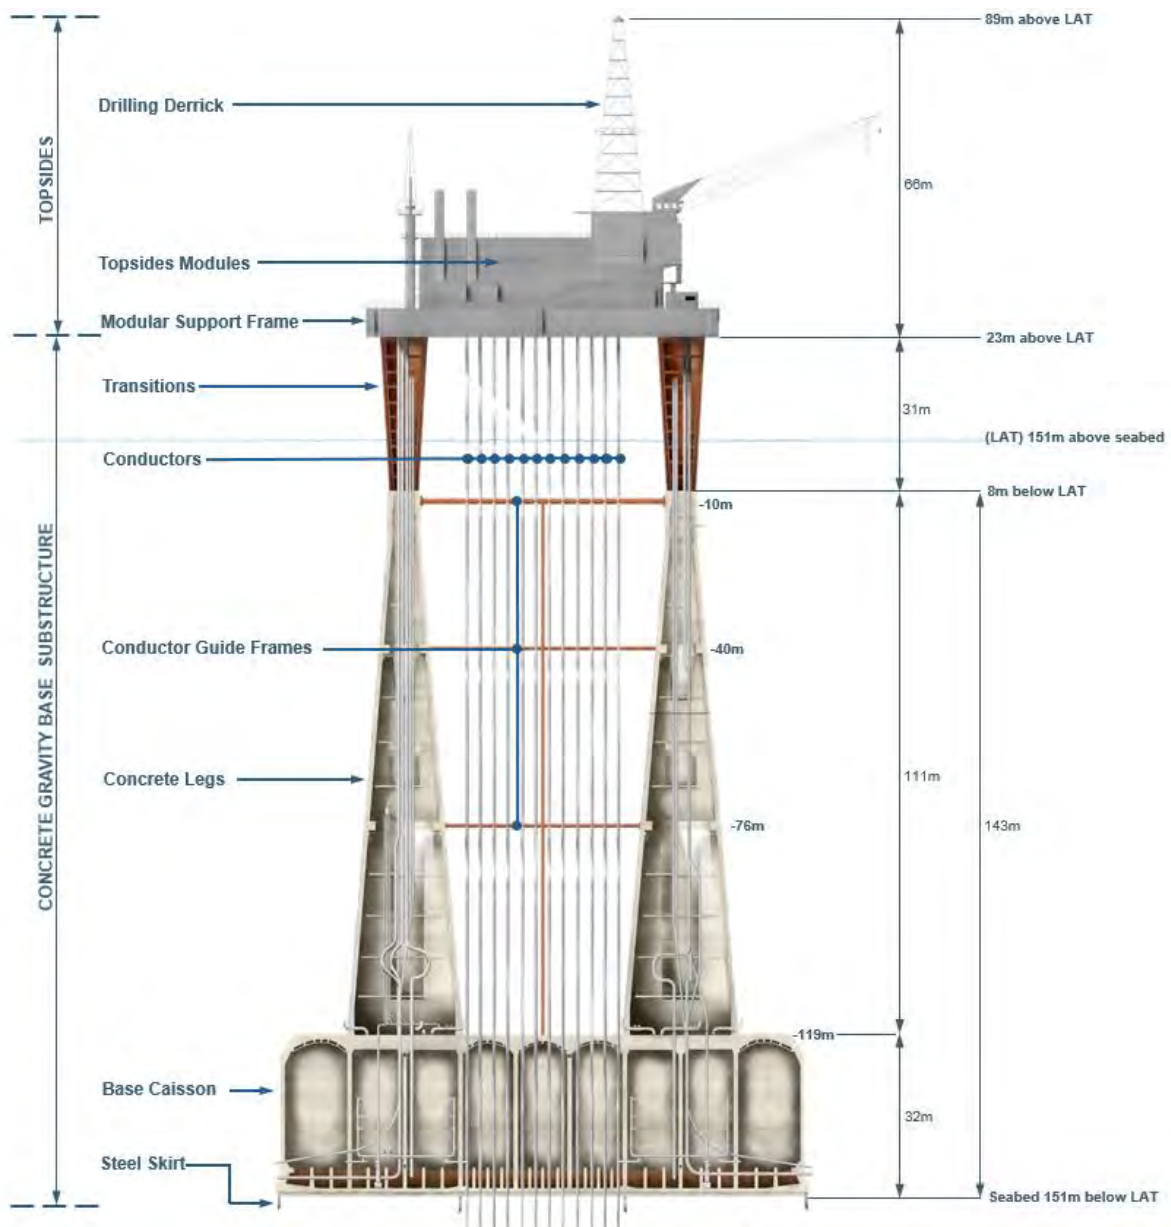 89m above LAT
Drilling Derrick
TOPSIDES
66m
Topsides Modules
Modular Support Frame
23m above LAT
Transitions
31m
(LAT) 151m above seabed
Conductors
8m below LAT
-10m
CONCRETE GRAVITY BASE SUBSTRUCTURE
Conductor Guide Frames
-40m
Concrete Legs
111m
143m
-76m
-119m
Base Caisson
32m
Steel Skirt
Seabed 151m below LAT